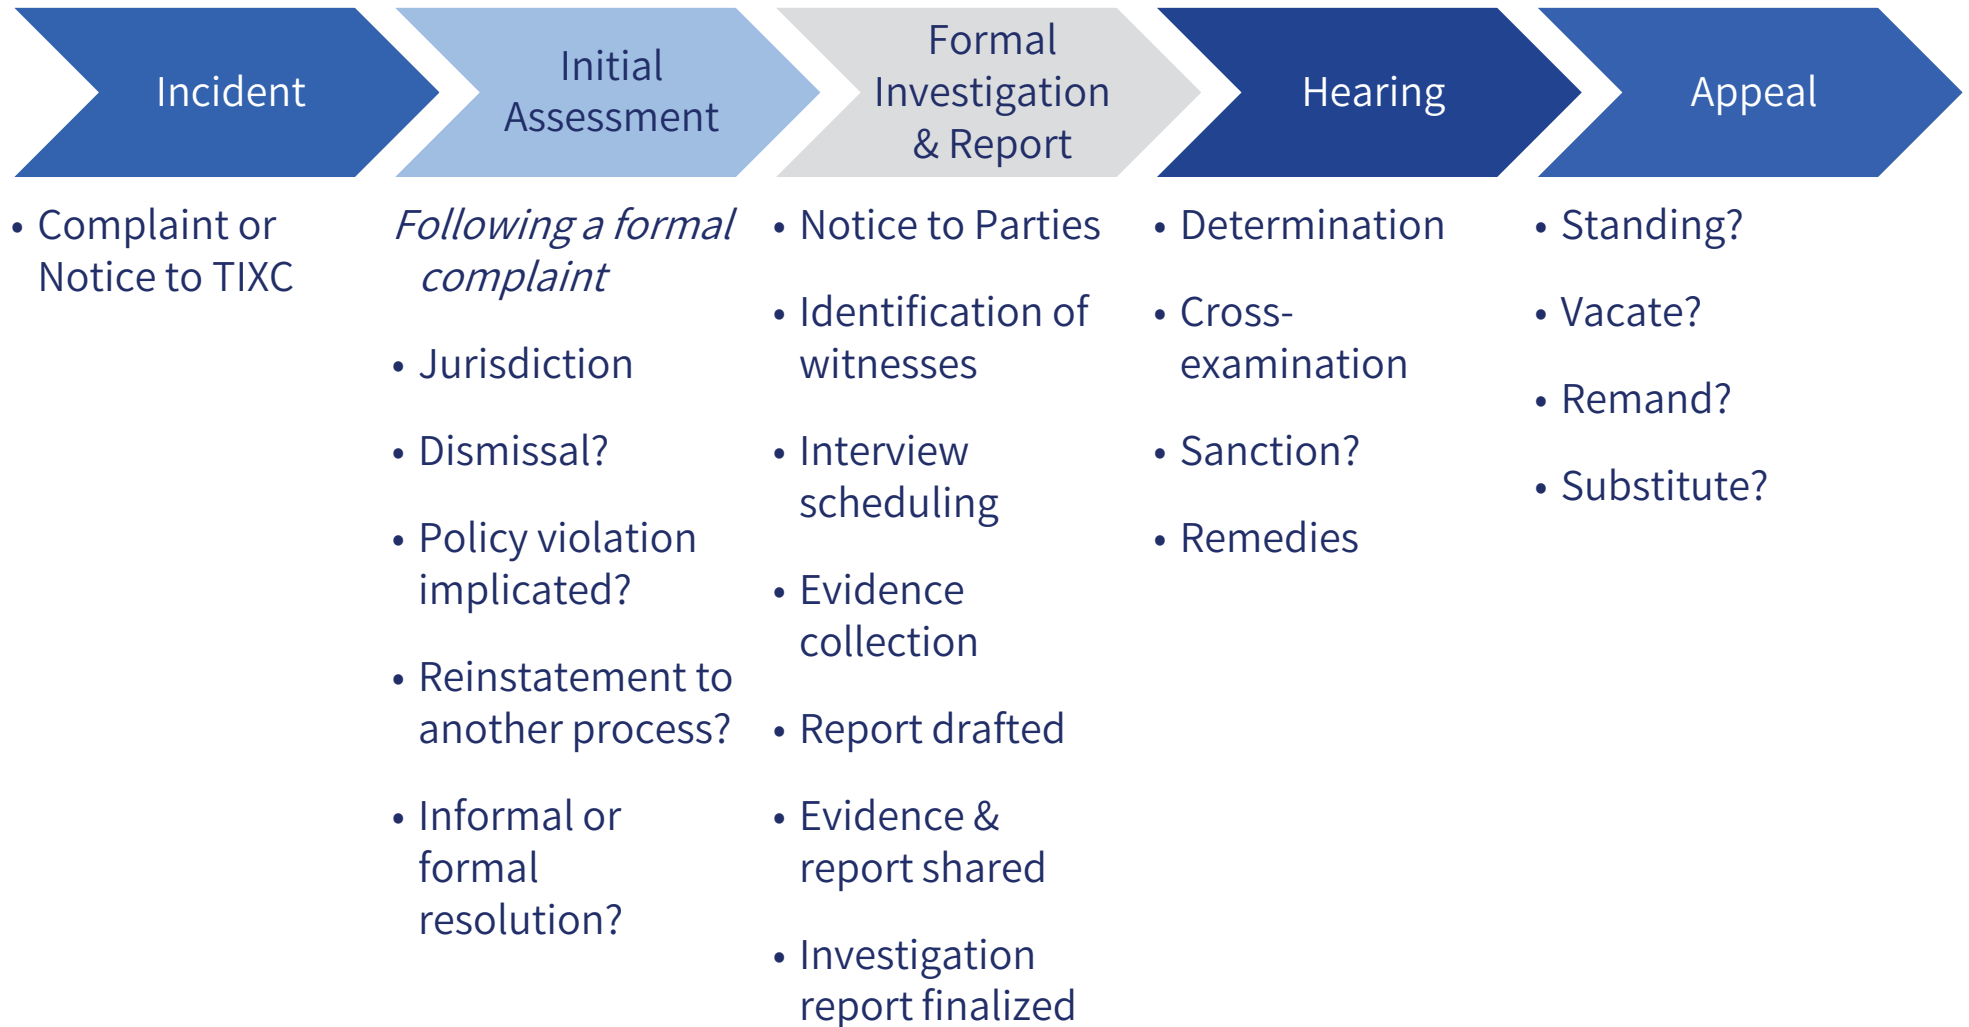 Incident
Initial
Assessment
Formal
Investigation
& Report
Hearing
Appeal
• Complaint or
Notice to TIXC
Following a formal
complaint
• Jurisdiction
• Dismissal?
• Policy violation
implicated?
• Reinstatement to
another process?
• Informal or
formal
resolution?
• Notice to Parties
• Identification of
witnesses
• Interview
scheduling
• Evidence
collection
• Report drafted
• Evidence &
report shared
• Investigation
report finalized
• Determination
• Cross-
examination
• Sanction?
• Remedies
• Standing?
• Vacate?
• Remand?
• Substitute?